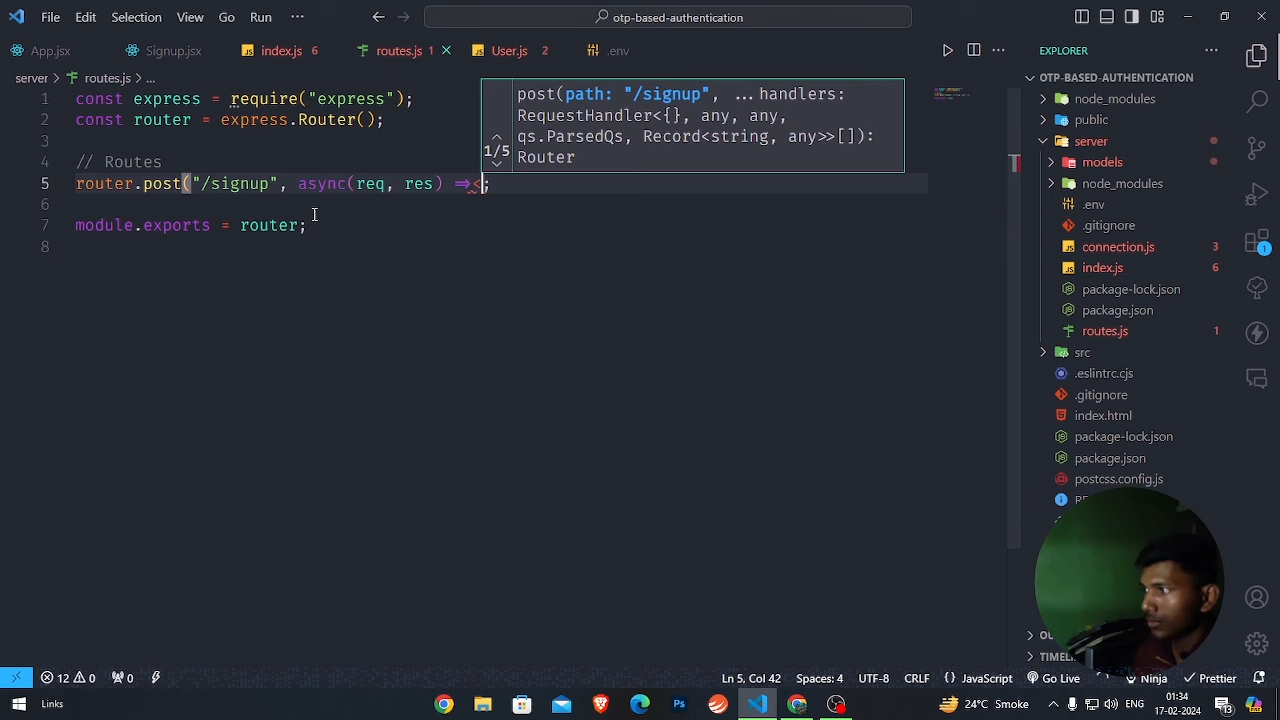 File Edit Selection View Go Run ... otp-based-authentication
App.jsx Signup.jsx index.js 6 routes.js 1 User.js 2 .env
server > routes.js > ...
1 const express = require("express");
2 const router = express.Router();
3
4 // Routes
5 router.post("/signup", async(req, res) =><;
6
7 module.exports = router;
8
post(path: "/signup", ...handlers:
RequestHandler<{}, any, any,
qs.ParsedQs, Record<string, any>>[]):
Router
1/5
EXPLORER
OTP-BASED-AUTHENTICATION
node_modules
public
server
models
node_modules
.env
.gitignore
connection.js 3
index.js 6
package-lock.json
package.json
routes.js 1
src
.eslintrc.cjs
.gitignore
index.html
package-lock.json
package.json
postcss.config.js
TIMELI
1
12 0 0 Ln 5, Col 42 Spaces: 4 UTF-8 CRLF {} JavaScript Go Live Ninja Prettier
Links 24°C Smoke 01:34
17-02-2024